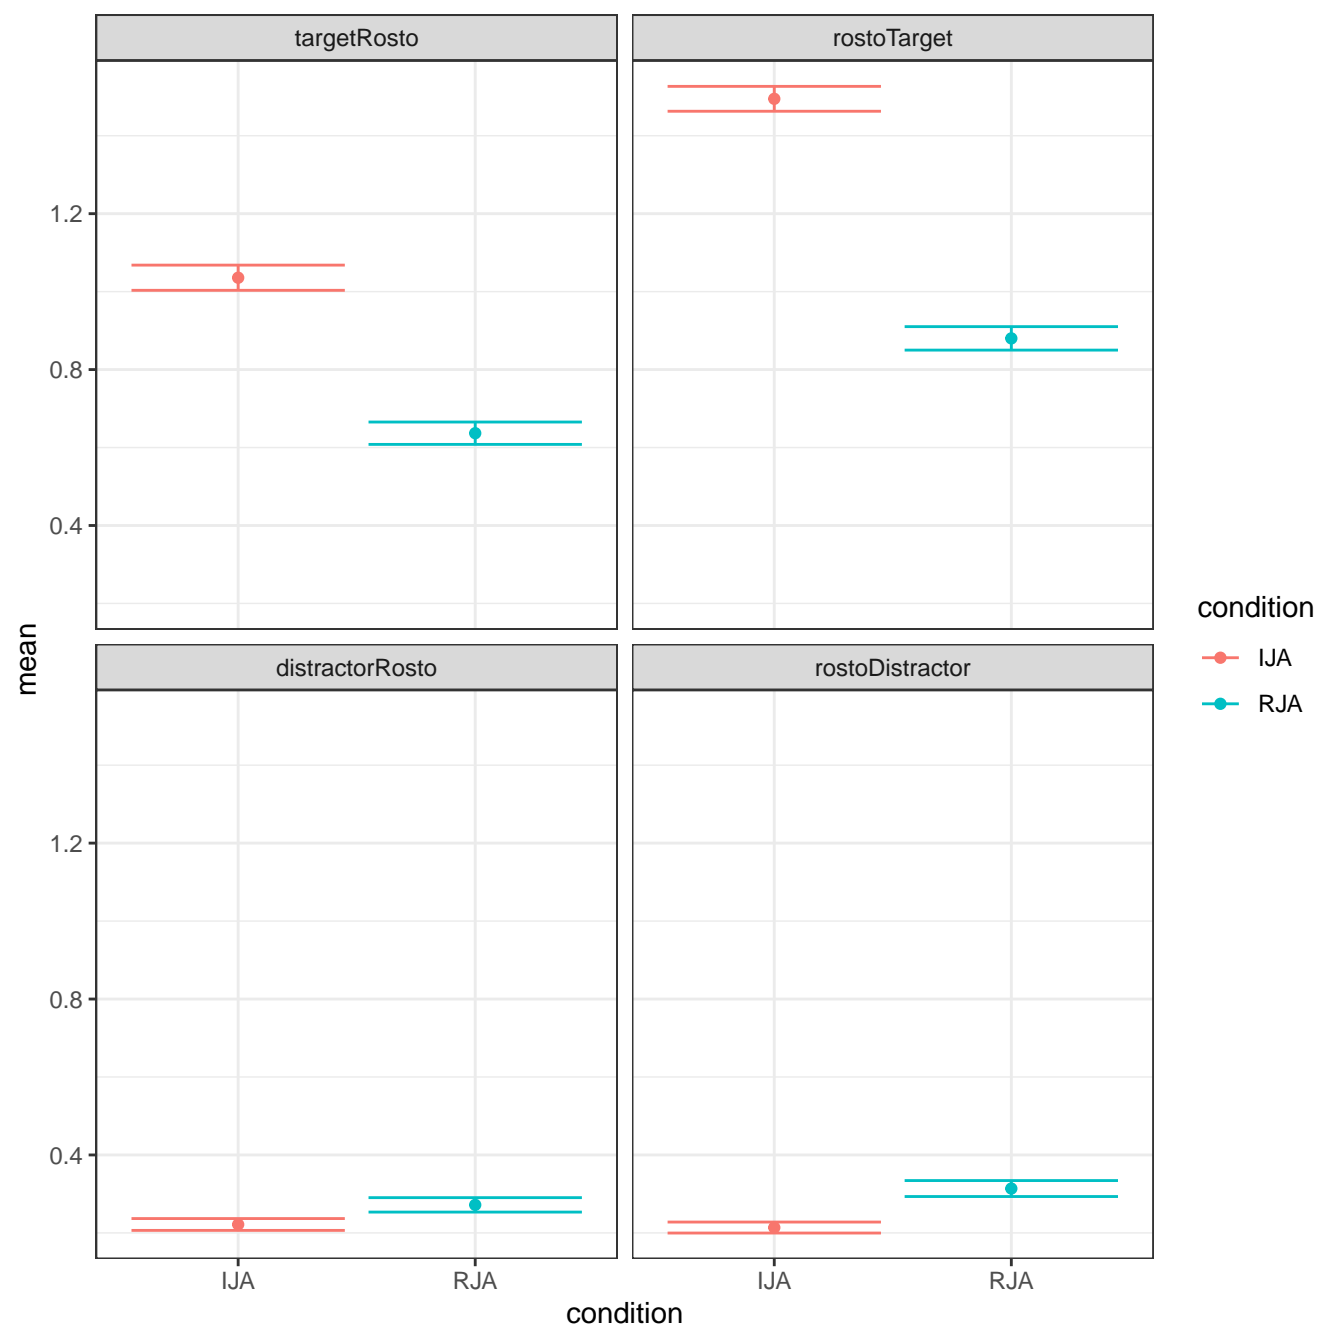 targetRosto
rostoTarget
1.2
0.8
0.4
mean
distractorRosto
rostoDistractor
1.2
0.8
0.4
IJA
RJA
IJA
RJA
condition
condition
IJA
RJA